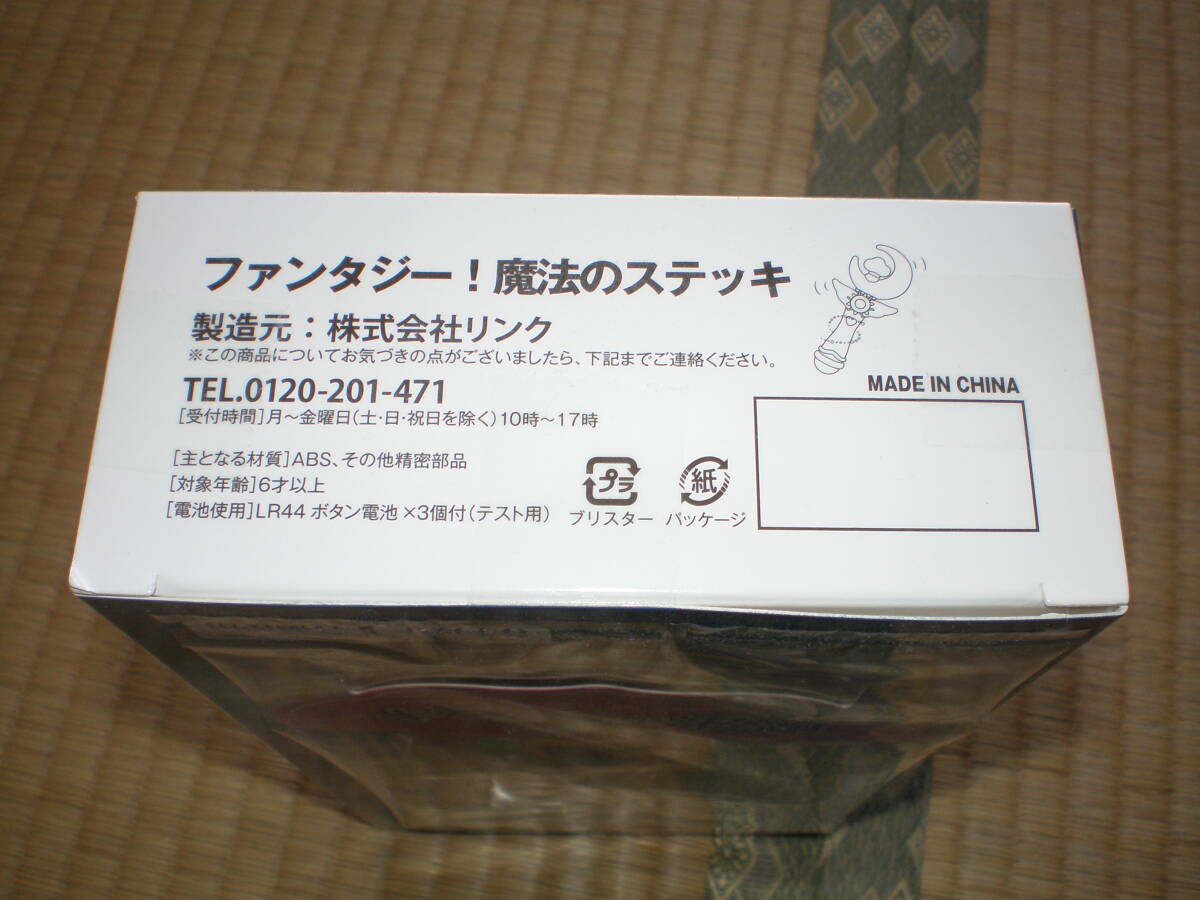 ファンタジー！魔法のステッキ
製造元：株式会社リンク
※この商品についてお気づきの点がございましたら、下記までご連絡ください。
TEL.0120-201-471
［受付時間］月～金曜日（土・日・祝日を除く）10時～17時
MADE IN CHINA
［主となる材質］ABS、その他精密部品
［対象年齢］6才以上
［電池使用］LR44 ボタン電池 ×3個付（テスト用）
プラ
ブリスター
紙
パッケージ